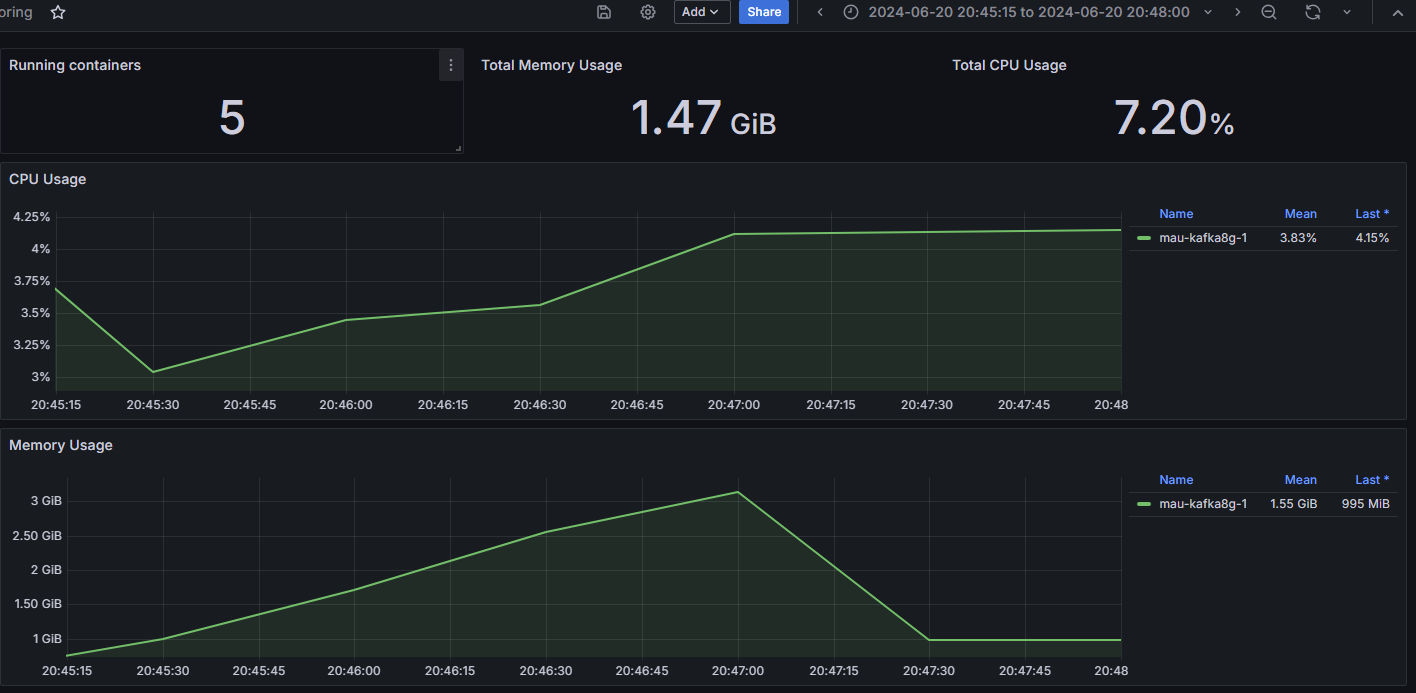 oring Add Share 2024-06-20 20:45:15 to 2024-06-20 20:48:00
Running containers
5
Total Memory Usage
1.47 GiB
Total CPU Usage
7.20%
CPU Usage
4.25%
4%
3.75%
3.5%
3.25%
3%
20:45:15 20:45:30 20:45:45 20:46:00 20:46:15 20:46:30 20:46:45 20:47:00 20:47:15 20:47:30 20:47:45 20:48
Name Mean Last *
mau-kafka8g-1 3.83% 4.15%
Memory Usage
3 GiB
2.50 GiB
2 GiB
1.50 GiB
1 GiB
20:45:15 20:45:30 20:45:45 20:46:00 20:46:15 20:46:30 20:46:45 20:47:00 20:47:15 20:47:30 20:47:45 20:48
Name Mean Last *
mau-kafka8g-1 1.55 GiB 995 MiB